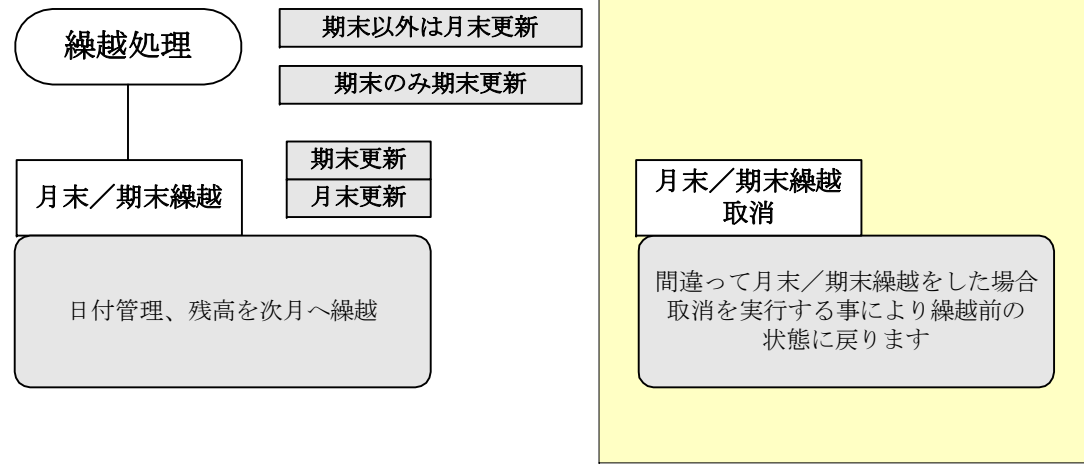 繰越処理
期末以外は月末更新
期末のみ期末更新
期末更新
月末更新
月末／期末繰越
日付管理、残高を次月へ繰越
月末／期末繰越
取消
間違って月末／期末繰越をした場合
取消を実行する事により繰越前の
状態に戻ります